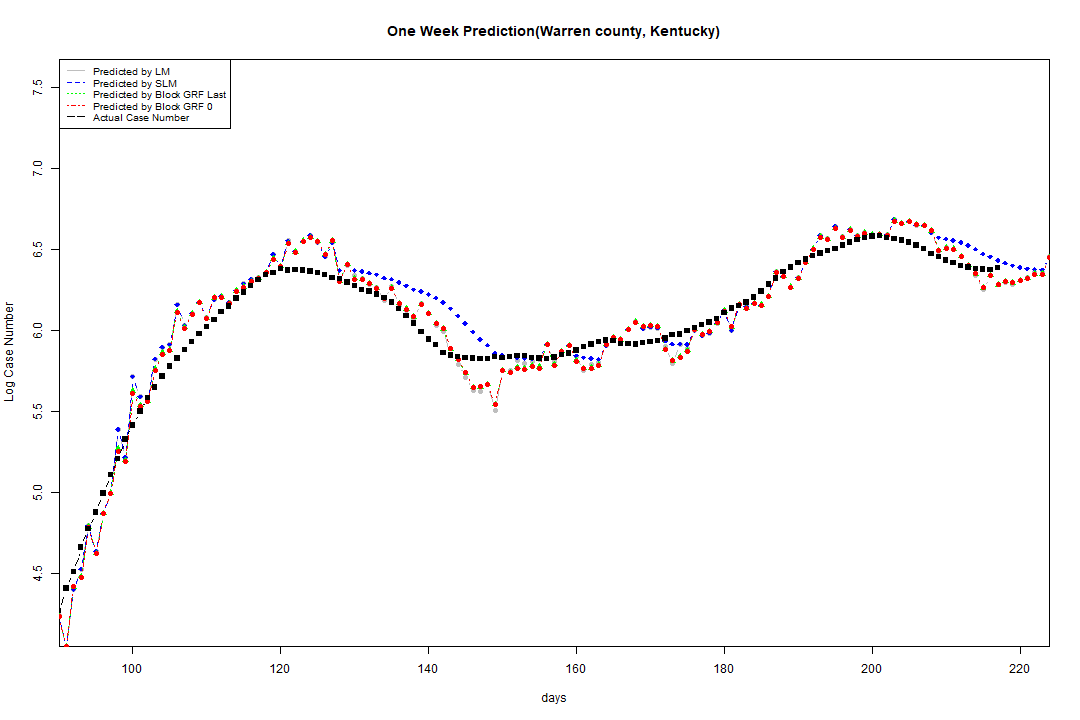 One Week Prediction(Warren county, Kentucky)
Predicted by LM
Predicted by SLM
Predicted by Block GRF Last
Predicted by Block GRF 0
Actual Case Number
7.5
7.0
6.5
6.0
5.5
5.0
4.5
Log Case Number
100 120 140 160 180 200 220
days